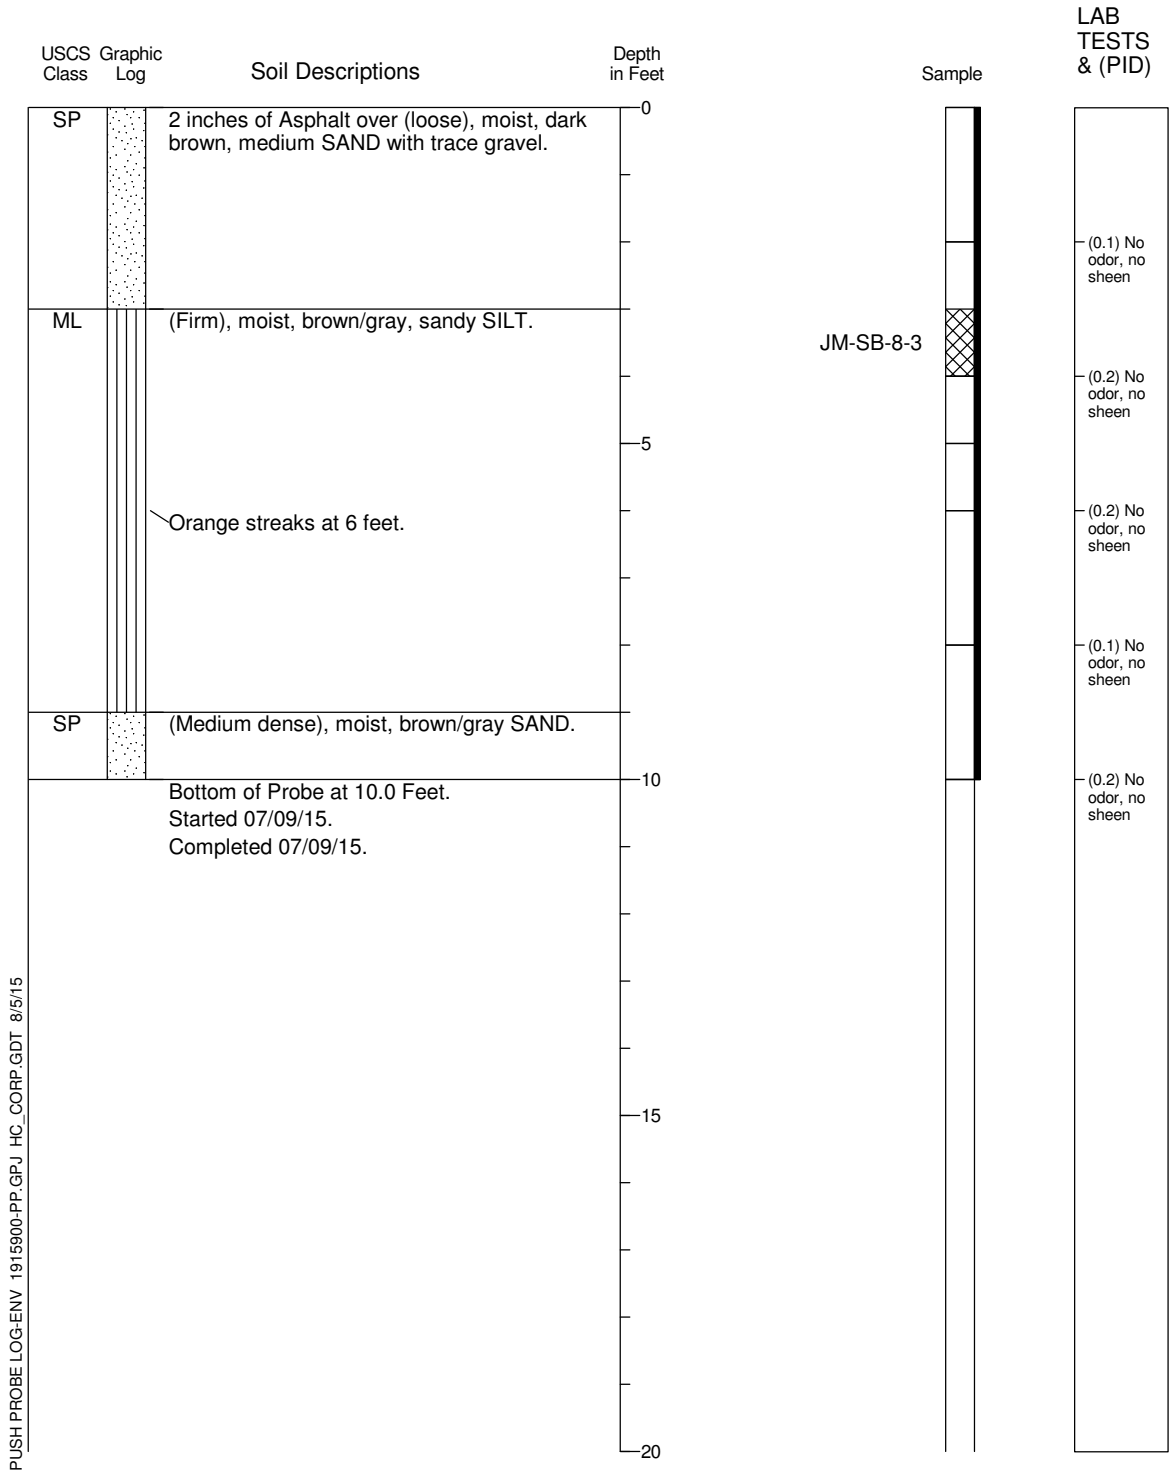 LAB
TESTS
& (PID)
USCS Graphic
Class Log
Soil Descriptions
Depth
in Feet
Sample
SP
2 inches of Asphalt over (loose), moist, dark
brown, medium SAND with trace gravel.
0
(0.1) No
odor, no
sheen
ML
(Firm), moist, brown/gray, sandy SILT.
JM-SB-8-3
(0.2) No
odor, no
sheen
5
Orange streaks at 6 feet.
(0.2) No
odor, no
sheen
(0.1) No
odor, no
sheen
SP
(Medium dense), moist, brown/gray SAND.
10
(0.2) No
odor, no
sheen
Bottom of Probe at 10.0 Feet.
Started 07/09/15.
Completed 07/09/15.
15
20
PUSH PROBE LOG-ENV 1915900-PP.GPJ HC_CORP.GDT 8/5/15